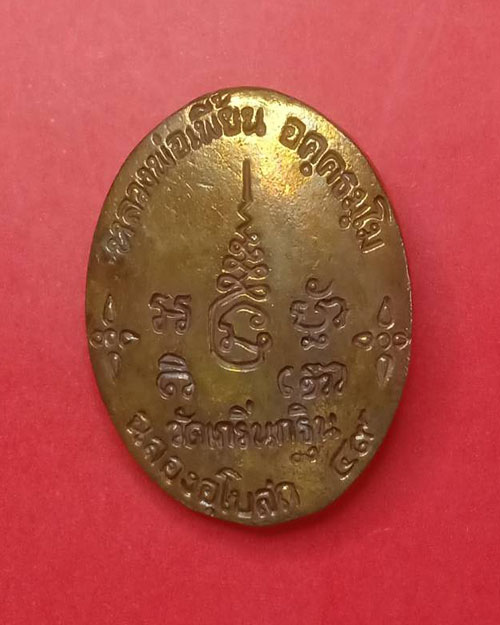 หลวงพ่อเพี้ยน อคฺคธมฺโม
วัดเกริ่นกฐิน
ฉลองอุโบสถ ๔๙